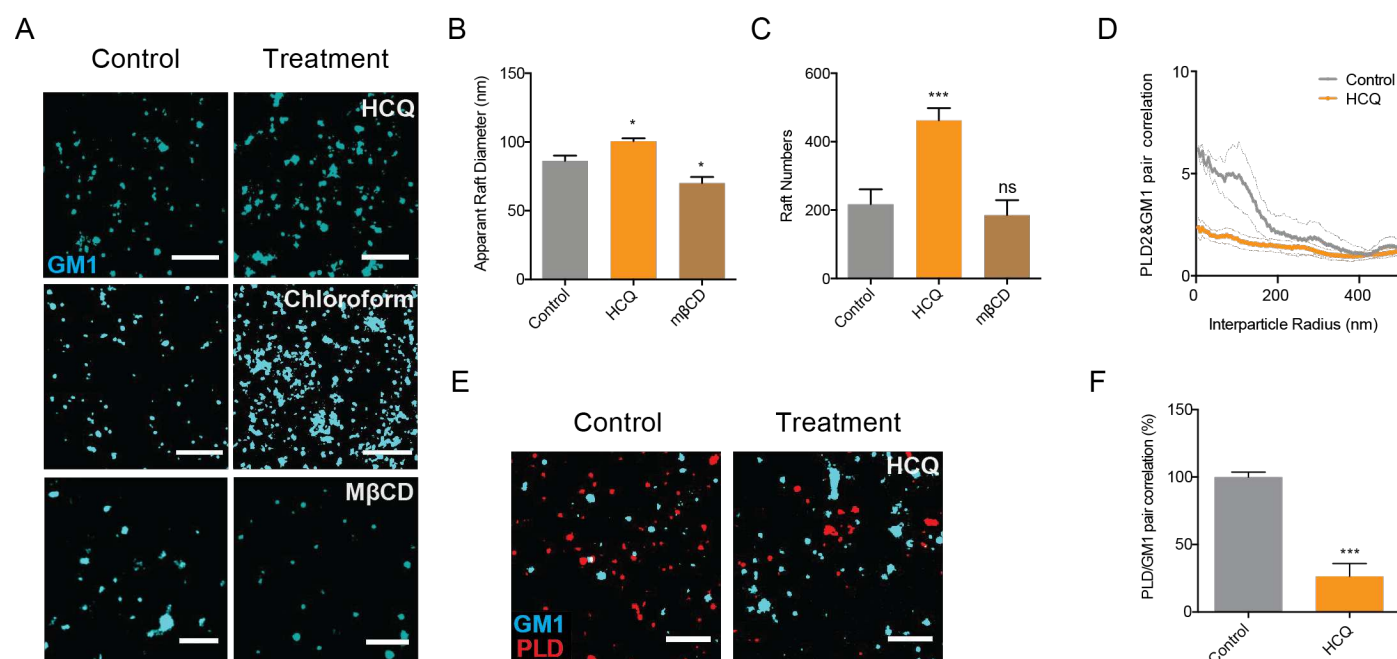 A
Control
Treatment
HCQ
GM1
Chloroform
MβCD
B
Apparant Raft Diameter (nm)
150
100
50
0
*
*
Control
HCQ
mβCD
C
Raft Numbers
600
400
200
0
***
ns
Control
HCQ
mβCD
D
PLD2&GM1 pair correlation
10
5
0
Control
HCQ
0
200
400
Interparticle Radius (nm)
E
Control
Treatment
HCQ
GM1
PLD
F
PLD/GM1 pair correlation (%)
150
100
50
0
***
Control
HCQ